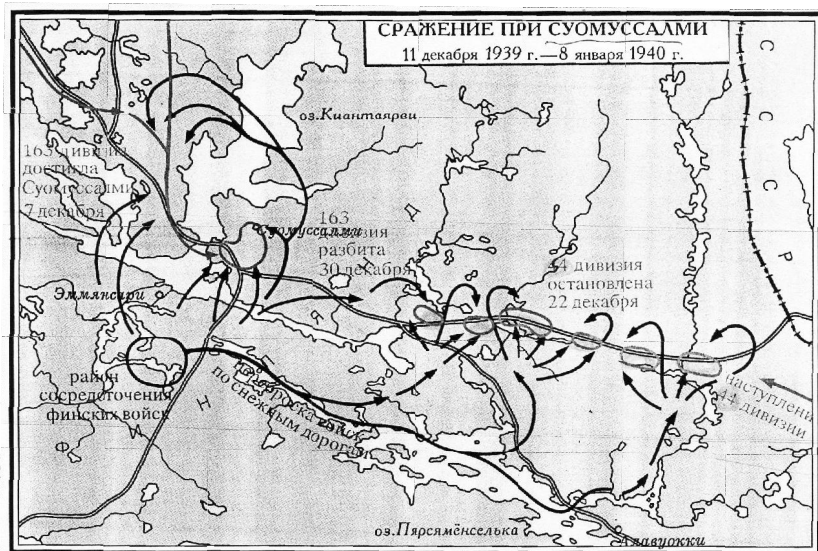 СРАЖЕНИЕ ПРИ СУОМУССАЛМИ
11 декабря 1939 г.—8 января 1940 г.
оз.Киантаярви
163 дивизия
достигла
Суомуссалми
7 декабря
Суомуссалми
163
дивизия
разбита
30 декабря
44 дивизия
остановлена
22 декабря
Эммянсари
район
сосредоточения
финских войск
переброска войск
по снежным дорогам
наступление
44 дивизии
С
С
С
Р
Ф
И
Н
Л
Я
Н
Д
оз.Пярсямёнселька
Алавуокки